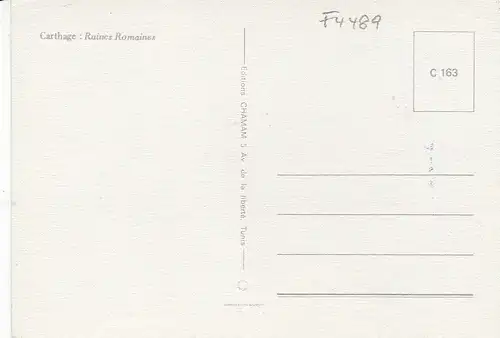 F4489
Carthage : Ruines Romaines
C 163
Editions CHAMAM 5 Av. de la liberté, Tunis